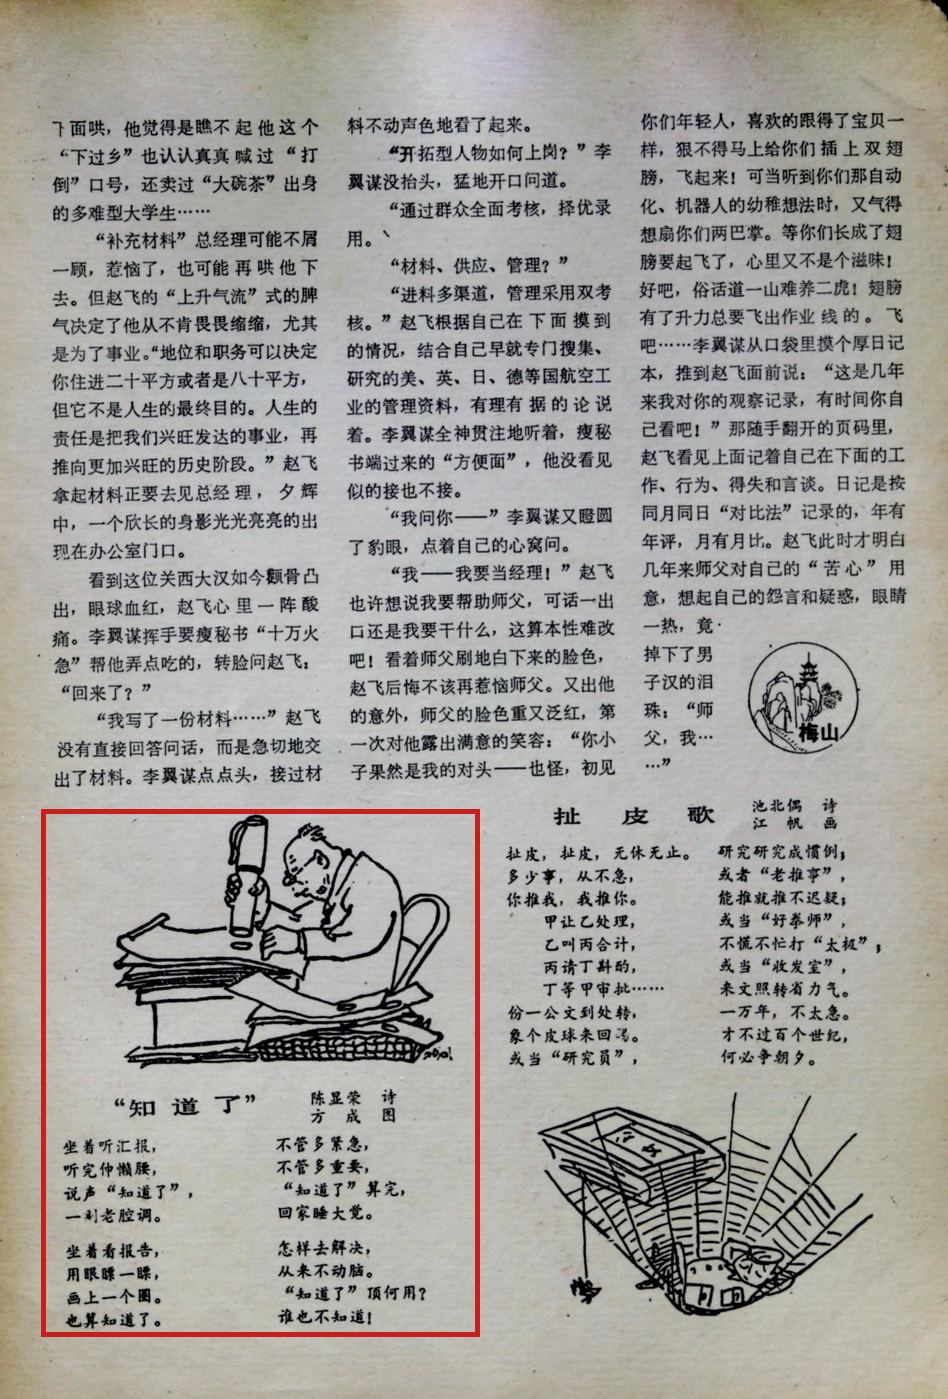 下面哄，他觉得是瞧不起他这个
“下过乡”也认认真真喊过“打
倒”口号，还卖过“大碗茶”出身
的多难型大学生……
“补充材料”总经理可能不屑
一顾，惹恼了，也可能再哄他下
去。但赵飞的“上升气流”式的脾
气决定了他从不肯畏畏缩缩，尤其
是为了事业。“地位和职务可以决定
你住进二十平方或者是八十平方，
但它不是人生的最终目的。人生的
责任是把我们兴旺发达的事业，再
推向更加兴旺的历史阶段。”赵飞
拿起材料正要去见总经理，夕辉
中，一个欣长的身影光光亮亮的出
现在办公室门口。
看到这位关西大汉如今颧骨凸
出，眼球血红，赵飞心里一阵酸
痛。李翼谋挥手要瘦秘书“十万火
急”帮他弄点吃的，转脸问赵飞：
“回来了？”
“我写了一份材料……”赵飞
没有直接回答问话，而是急切地交
出了材料。李翼谋点点头，接过材
料不动声色地看了起来。
“开拓型人物如何上岗？”李
翼谋没抬头，猛地开口问道。
“通过群众全面考核，择优录
用。
“材料、供应、管理？”
“进料多渠道，管理采用双考
核。”赵飞根据自己在下面摸到
的情况，结合自己早就专门搜集、
研究的美、英、日、德等国航空工
业的管理资料，有理有据的论说
着。李翼谋全神贯注地听着，瘦秘
书端过来的“方便面”，他没看见
似的接也不接。
“我问你——”李翼谋又瞪圆
了豹眼，点着自己的心窝问。
“我——我要当经理！”赵飞
也许想说我要帮助师父，可话一出
口还是我要干什么，这算本性难改
吧！看着师父刷地白下来的脸色，
赵飞后悔不该再惹恼师父。又出他
的意外，师父的脸色重又泛红，第
一次对他露出满意的笑容：“你小
子果然是我的对头——也怪，初见
你们年轻人，喜欢的跟得了宝贝一
样，狠不得马上给你们插上双翅
膀，飞起来！可当听到你们那自动
化、机器人的幼稚想法时，又气得
想扇你们两巴掌。等你们长成了翅
膀要起飞了，心里又不是个滋味！
好吧，俗话道一山难养二虎！翅膀
有了升力总要飞出作业线的。飞
吧……李翼谋从口袋里摸个厚日记
本，推到赵飞面前说：“这是几年
来我对你的观察记录，有时间你自
己看吧！”那随手翻开的页码里，
赵飞看见上面记着自己在下面的工
作、行为、得失和言谈。日记是按
同月同日“对比法”记录的，年有
年评，月有月比。赵飞此时才明白
几年来师父对自己的“苦心”用
意，想起自己的怨言和疑惑，眼睛
一热，竟
掉下了男
子汉的泪
珠：“师
父，我…
…”
梅山
“知道了”
陈显荣 诗
方成 图
坐着听汇报，
听完伸懒腰，
说声“知道了”，
一副老腔调。
坐着看报告，
用眼瞟一瞟，
画上一个圈。
也算知道了。
不管多紧急，
不管多重要，
“知道了”算完，
回家睡大觉。
怎样去解决，
从来不动脑。
“知道了”顶何用？
谁也不知道！
扯皮歌
池北偶 诗
江帆 画
扯皮，扯皮，无休无止。
多少事，从不急，
你推我，我推你。
甲让乙处理，
乙叫丙合计，
丙请丁斟酌，
丁等甲审批……
份一公文到处转，
象个皮球来回。
或当“研究员”，
研究研究成惯例；
或者“老推事”，
能推就推不迟疑；
或当“好拳师”，
不慌不忙打“太极”；
或当“收发室”，
来文照转省力气。
一万年，不太急。
才不过百个世纪，
何必争朝夕。